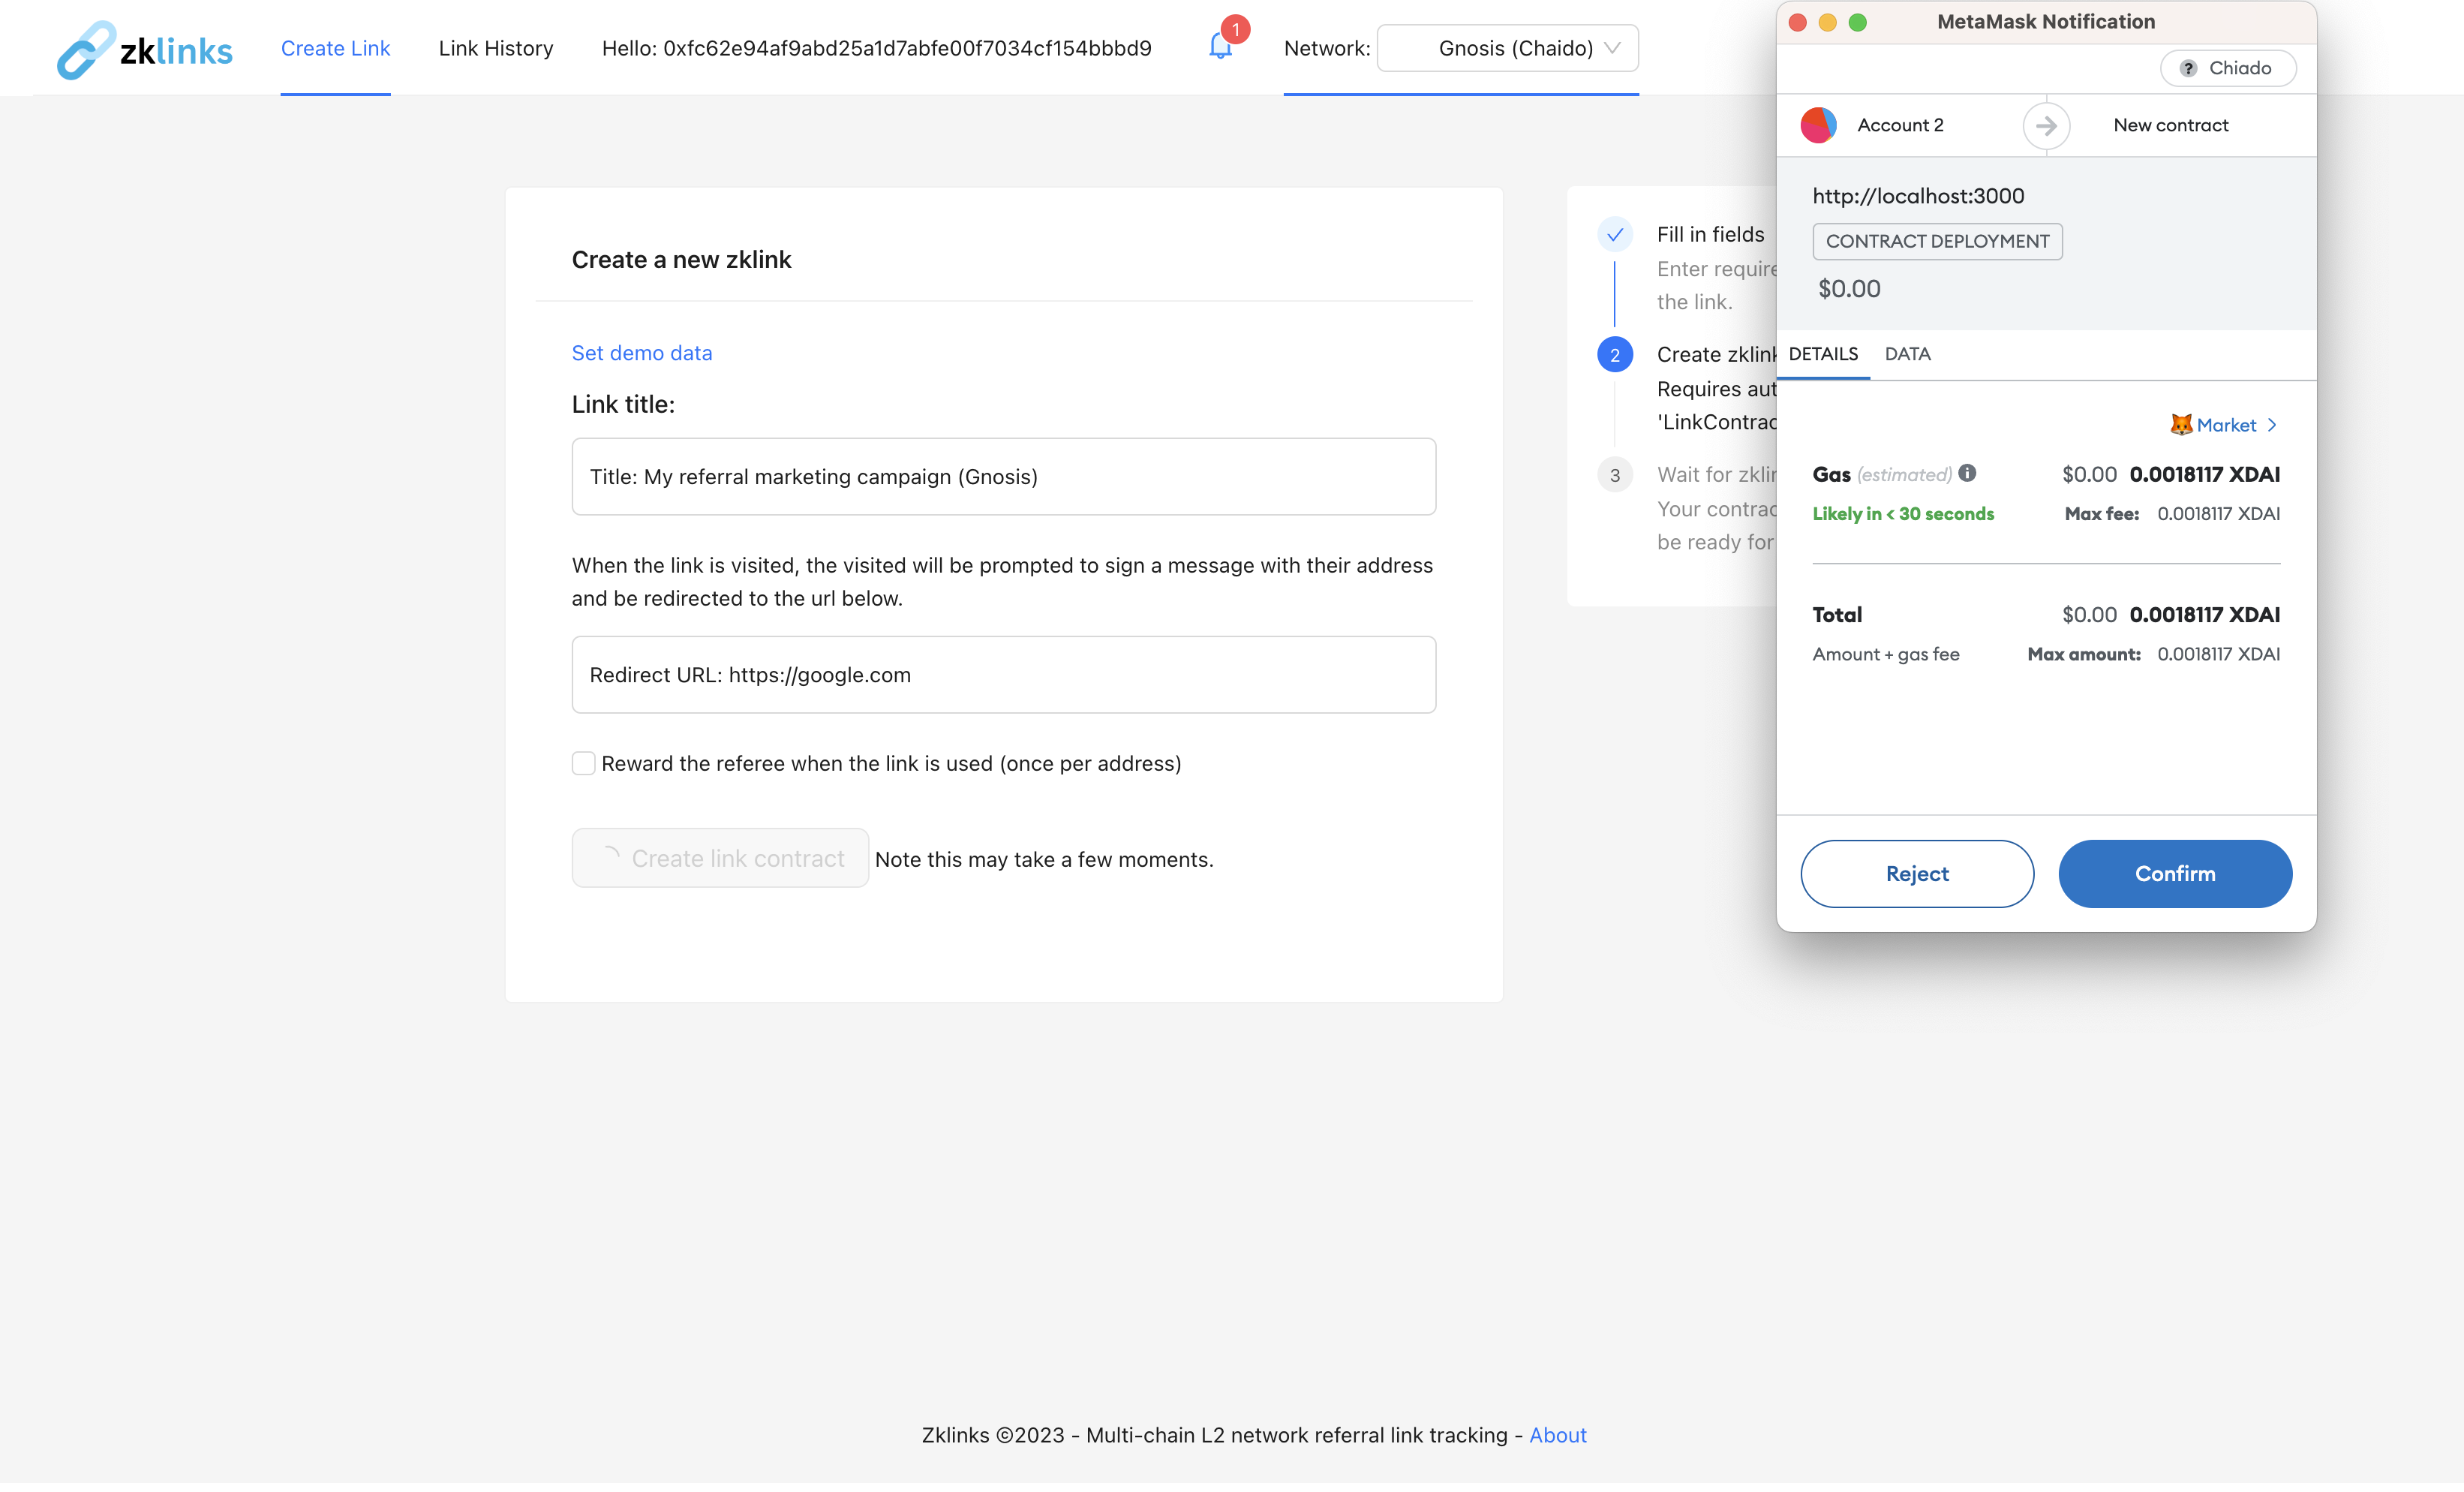 zklinks
Create Link
Link History
Hello: 0xfc62e94af9abd25a1d7abfe00f7034cf154bbbd9
1
Network:
Gnosis (Chaido)
Create a new zklink
Set demo data
Link title:
Title: My referral marketing campaign (Gnosis)
When the link is visited, the visited will be prompted to sign a message with their address
and be redirected to the url below.
Redirect URL: https://google.com
Reward the referee when the link is used (once per address)
Create link contract
Note this may take a few moments.
Fill in fields
Enter require
the link.
2
Create zklink
Requires aut
'LinkContrac
3
Wait for zklin
Your contrac
be ready for
MetaMask Notification
? Chiado
Account 2
New contract
http://localhost:3000
CONTRACT DEPLOYMENT
$0.00
DETAILS
DATA
Market >
Gas (estimated) $0.00 0.0018117 XDAI
Likely in < 30 seconds Max fee: 0.0018117 XDAI
Total $0.00 0.0018117 XDAI
Amount + gas fee Max amount: 0.0018117 XDAI
Reject
Confirm
Zklinks ©2023 - Multi-chain L2 network referral link tracking - About